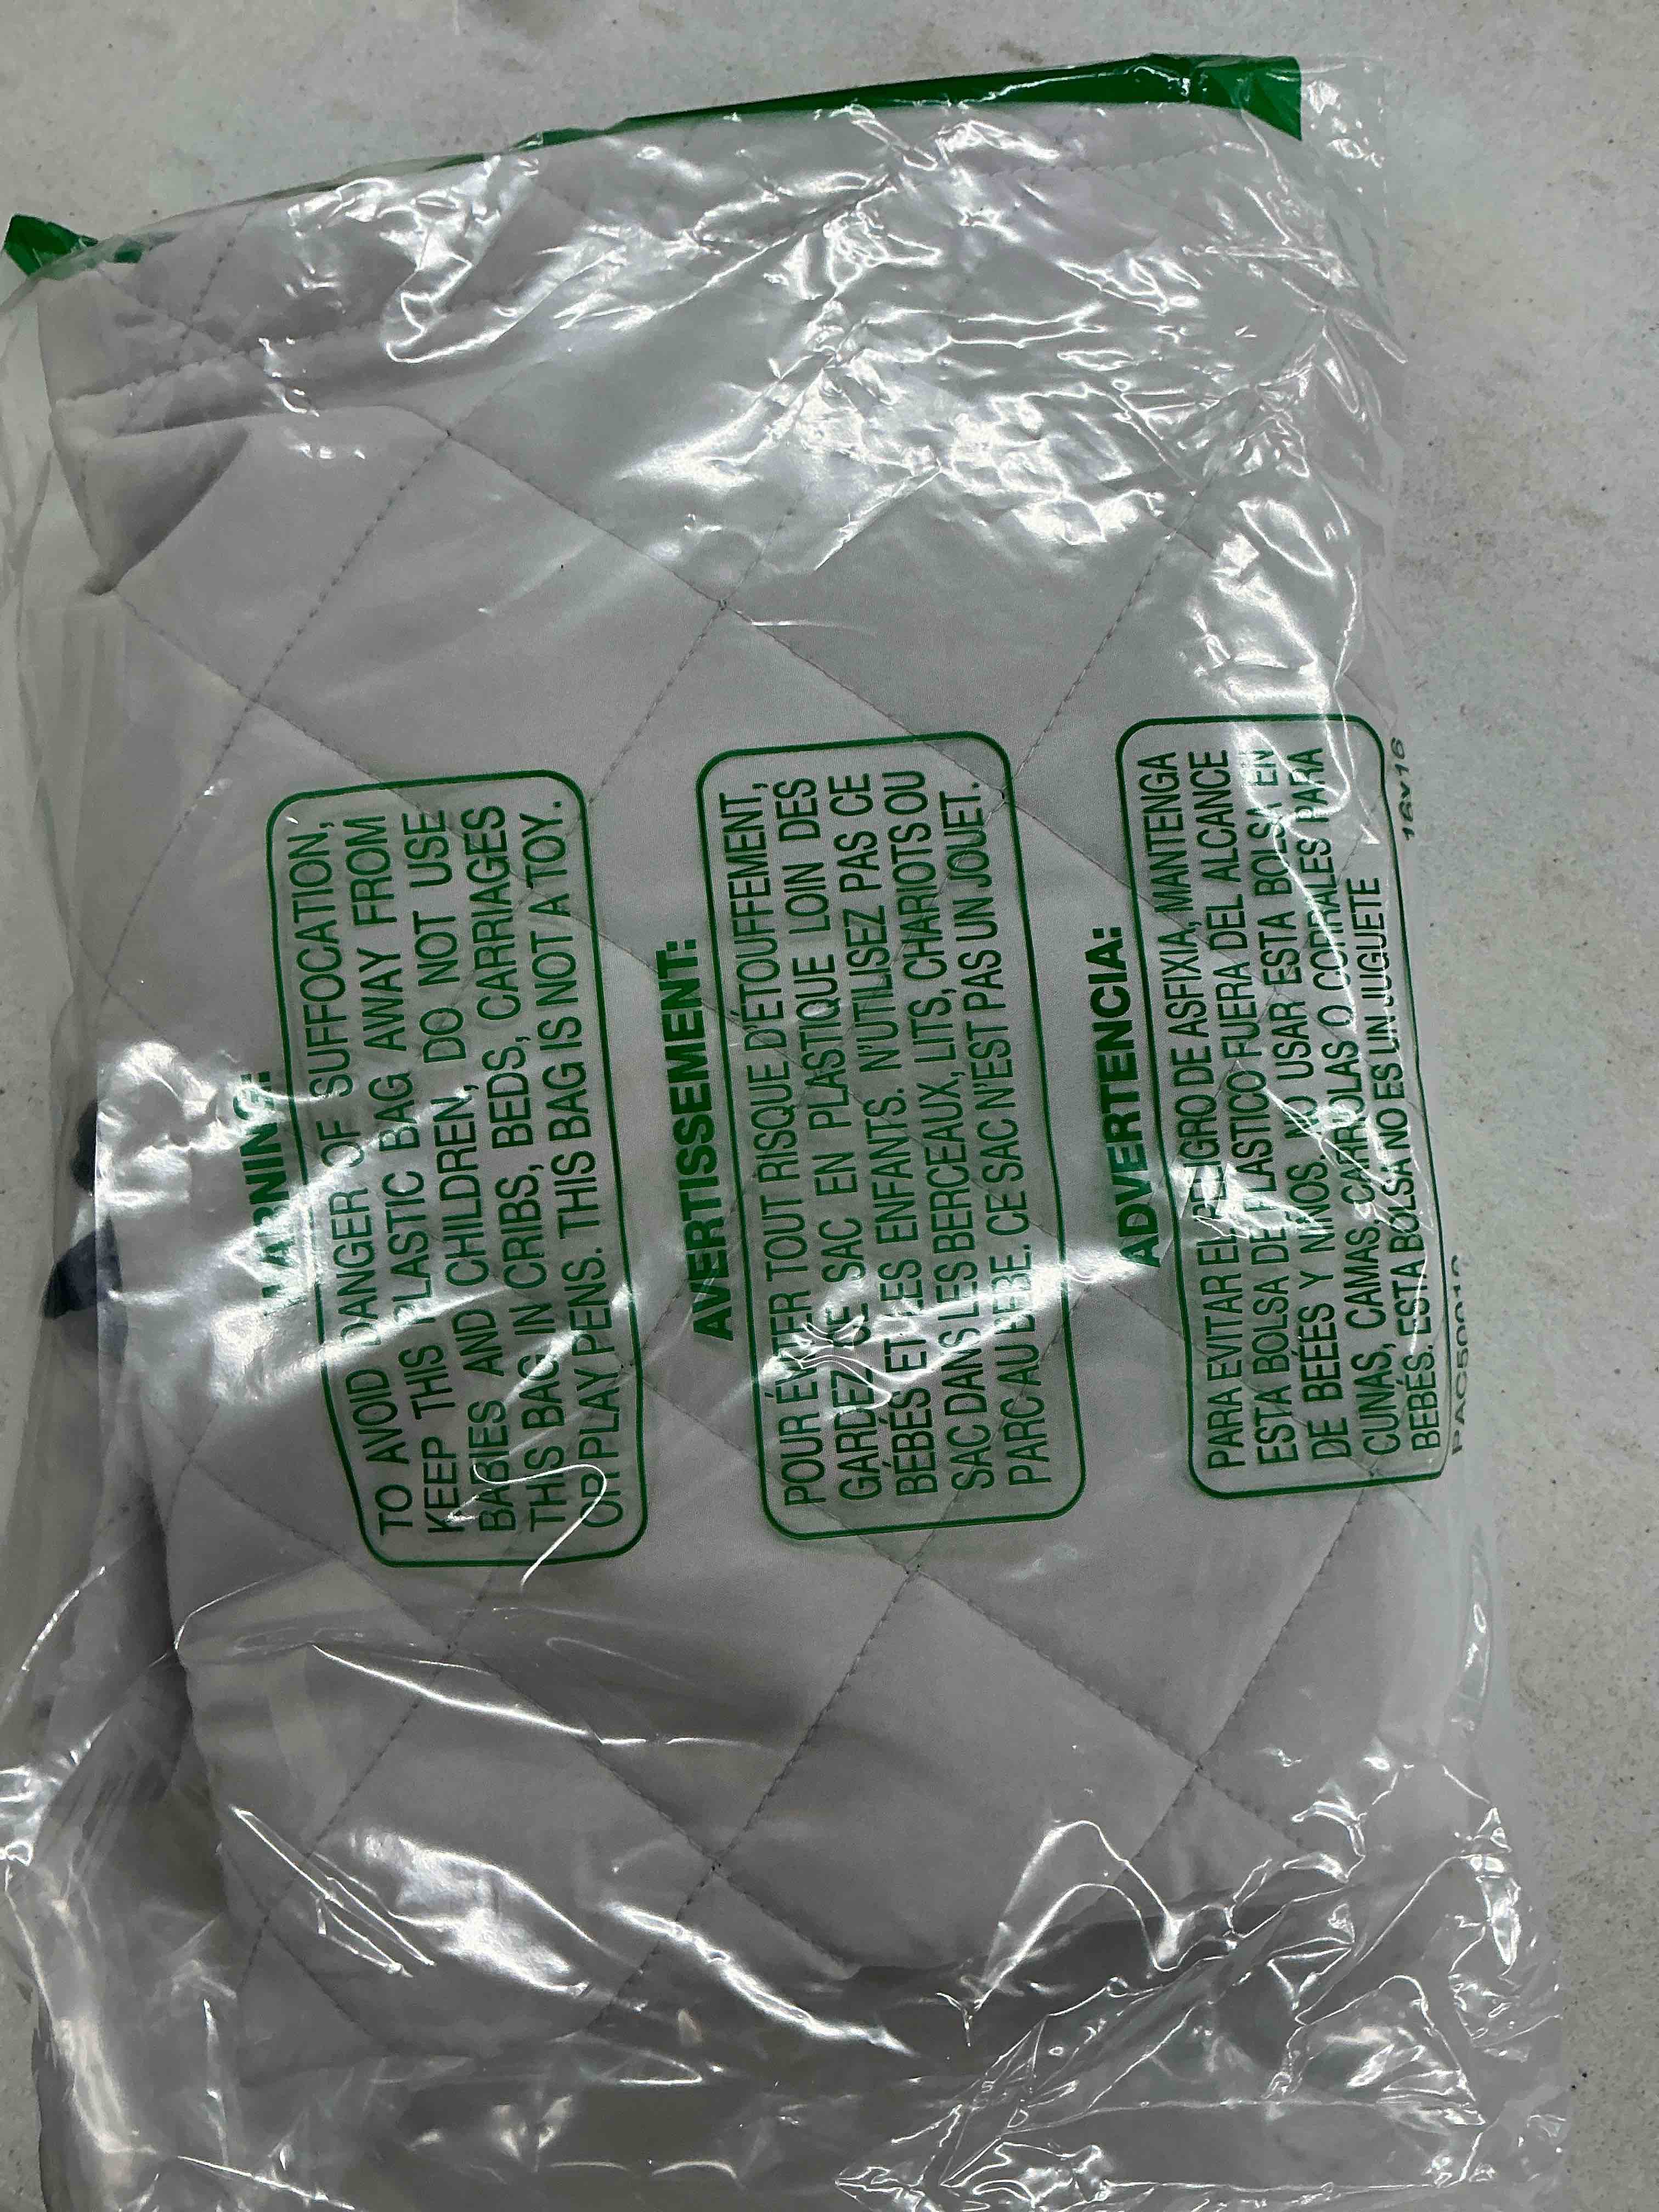 WARNING:
TO AVOID DANGER OF SUFFOCATION,
KEEP THIS PLASTIC BAG AWAY FROM
BABIES AND CHILDREN, DO NOT USE
THIS BAG IN CRIBS, BEDS, CARRIAGES
OR PLAY PENS. THIS BAG IS NOT A TOY.
AVERTISSEMENT:
POUR ÉVITER TOUT RISQUE D'ÉTOUFFEMENT,
GARDEZ CE SAC EN PLASTIQUE LOIN DES
BÉBÉS ET LES ENFANTS. N'UTILISEZ PAS CE
SAC DANS LES BERCEAUX, LITS, CHARIOTS OU
PARC AU BEBE. CE SAC N'EST PAS UN JOUET.
ADVERTENCIA:
PARA EVITAR EL PELIGRO DE ASFIXIA, MANTENGA
ESTA BOLSA DE PLASTICO FUERA DEL ALCANCE
DE BEÉES Y NIÑOS. NO USAR ESTA BOLSA EN
CUNAS, CAMAS, CARRIOLAS O CORRALES PARA
BEBÉS. ESTA BOLSA NO ES UN JUGUETE
16x16